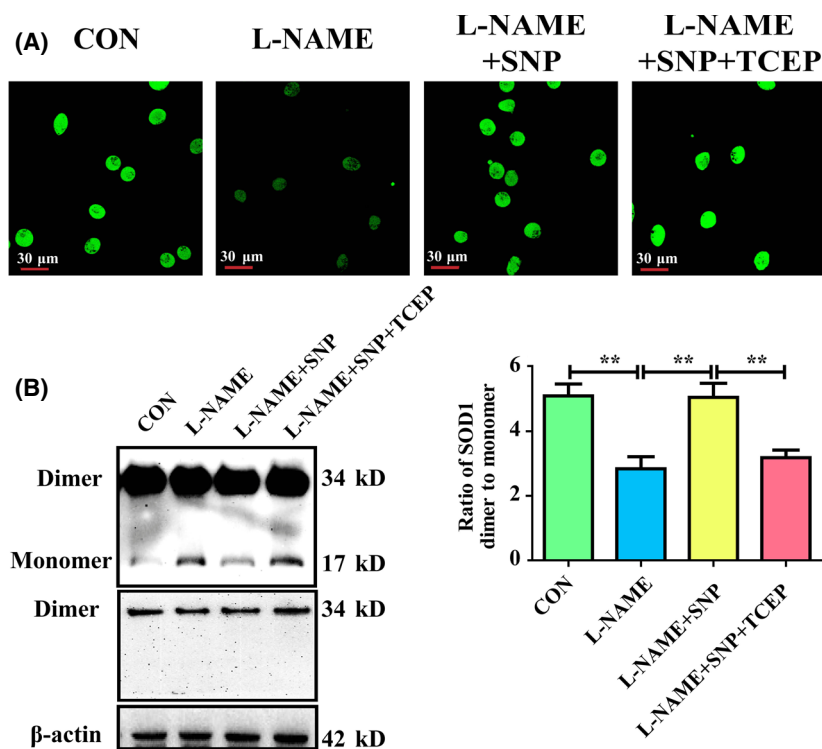 (A)
CON
L-NAME
L-NAME
+SNP
L-NAME
+SNP+TCEP
30 µm
30 µm
30 µm
30 µm
(B)
CON
L-NAME
L-NAME+SNP
L-NAME+SNP+TCEP
Dimer
34 kD
Monomer
17 kD
Dimer
34 kD
β-actin
42 kD
Ratio of SOD1
dimer to monomer
6
4
2
0
**
**
**
CON
L-NAME
L-NAME+SNP
L-NAME+SNP+TCEP